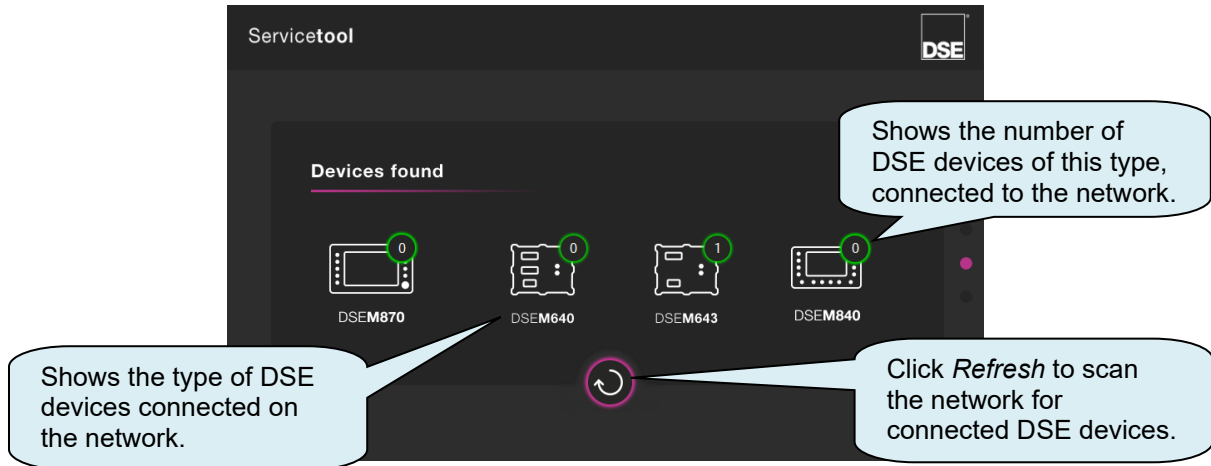 Servicetool
DSE
Shows the number of
DSE devices of this type,
connected to the network.
Devices found
0
0
1
0
DSEM870
DSEM640
DSEM643
DSEM840
Shows the type of DSE
devices connected on
the network.
Click Refresh to scan
the network for
connected DSE devices.